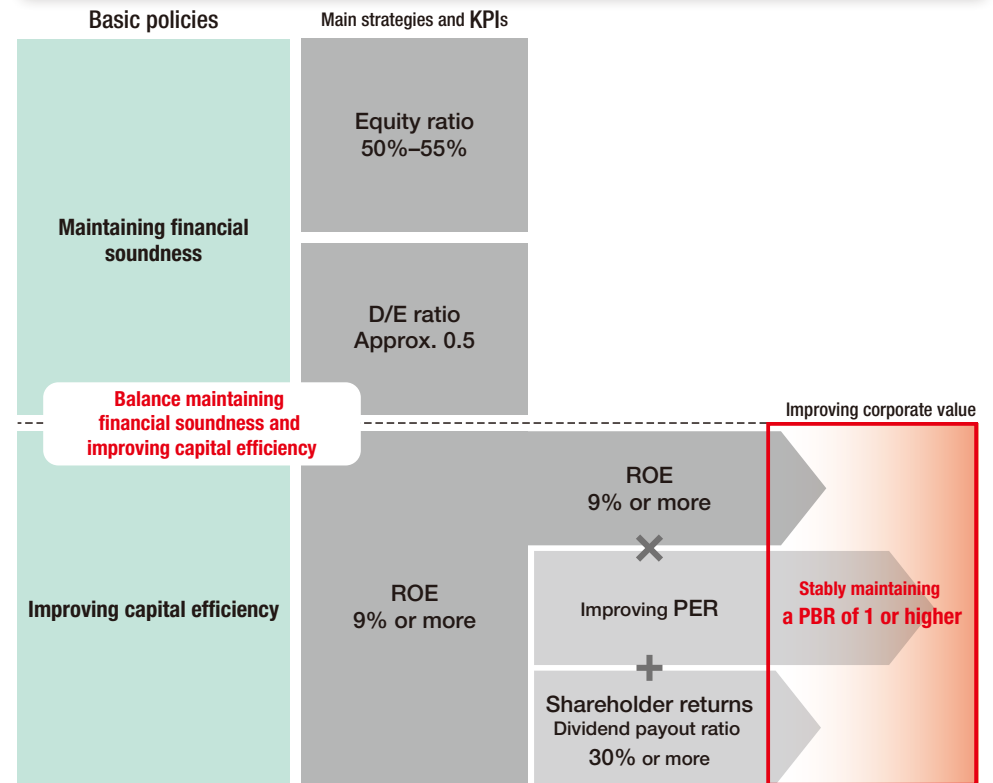 Basic policies
Main strategies and KPIs
Maintaining financial
soundness
Equity ratio
50%–55%
D/E ratio
Approx. 0.5
Balance maintaining
financial soundness and
improving capital efficiency
Improving corporate value
Improving capital efficiency
ROE
9% or more
ROE
9% or more
×
Improving PER
+
Shareholder returns
Dividend payout ratio
30% or more
Stably maintaining
a PBR of 1 or higher